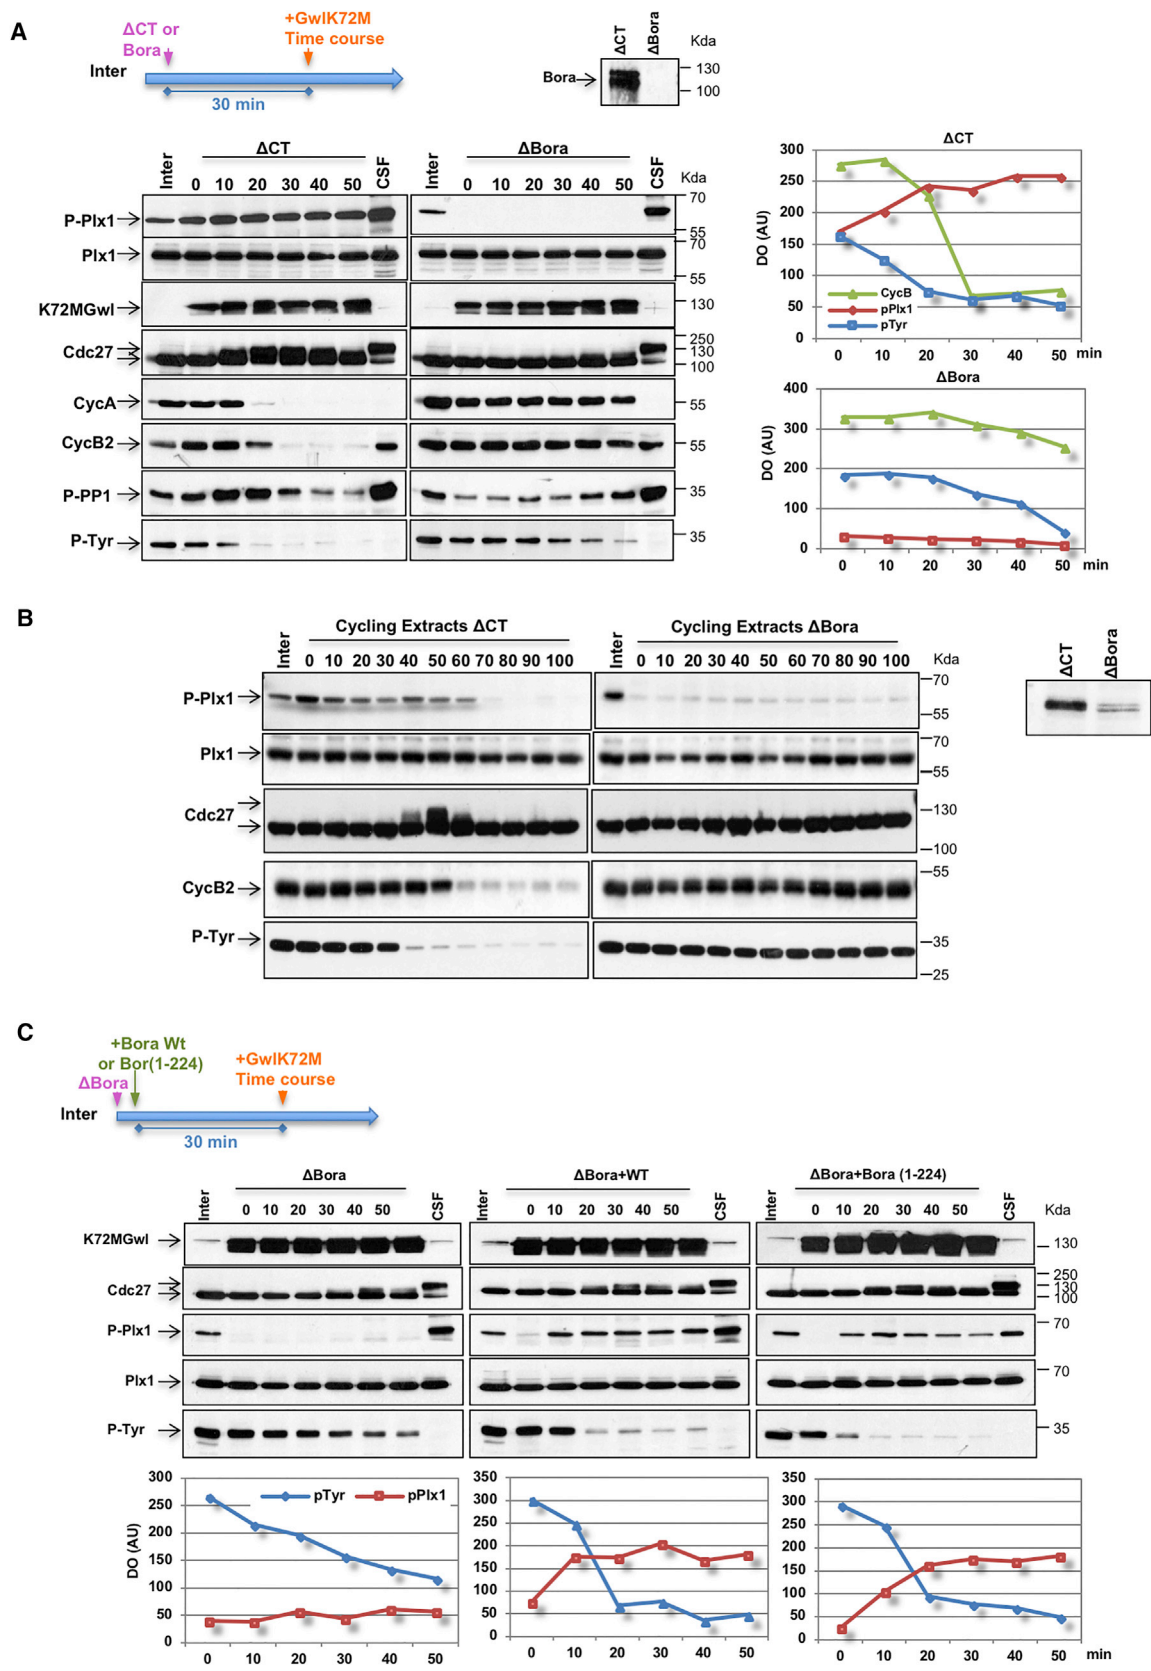 A
ΔCT or
Bora
+GwlK72M
Time course
Inter
30 min
ΔCT
ΔBora
Kda
Bora
130
100
Inter
ΔCT
CSF
0 10 20 30 40 50
Inter
ΔBora
CSF
0 10 20 30 40 50
Kda
P-Plx1
70
55
Plx1
70
55
K72MGwl
130
Cdc27
250
130
100
CycA
55
CycB2
55
P-PP1
35
P-Tyr
35
ΔCT
DO (AU)
300
250
200
150
100
50
0
CycB
pPlx1
pTyr
0 10 20 30 40 50 min
ΔBora
DO (AU)
400
300
200
100
0
0 10 20 30 40 50 min
B
Inter
Cycling Extracts ΔCT
0 10 20 30 40 50 60 70 80 90 100
Inter
Cycling Extracts ΔBora
0 10 20 30 40 50 60 70 80 90 100
Kda
P-Plx1
70
55
Plx1
70
55
Cdc27
130
100
CycB2
55
P-Tyr
35
25
ΔCT
ΔBora
C
+Bora Wt
or Bor(1-224)
ΔBora
+GwlK72M
Time course
Inter
30 min
Inter
ΔBora
CSF
0 10 20 30 40 50
Inter
ΔBora+WT
CSF
0 10 20 30 40 50
Inter
ΔBora+Bora (1-224)
CSF
0 10 20 30 40 50
Kda
K72MGwl
130
Cdc27
250
130
100
P-Plx1
70
Plx1
70
P-Tyr
35
DO (AU)
300
250
200
150
100
50
0
pTyr
pPlx1
0 10 20 30 40 50
350
300
250
200
150
100
50
0
0 10 20 30 40 50
350
300
250
200
150
100
50
0
0 10 20 30 40 50 min